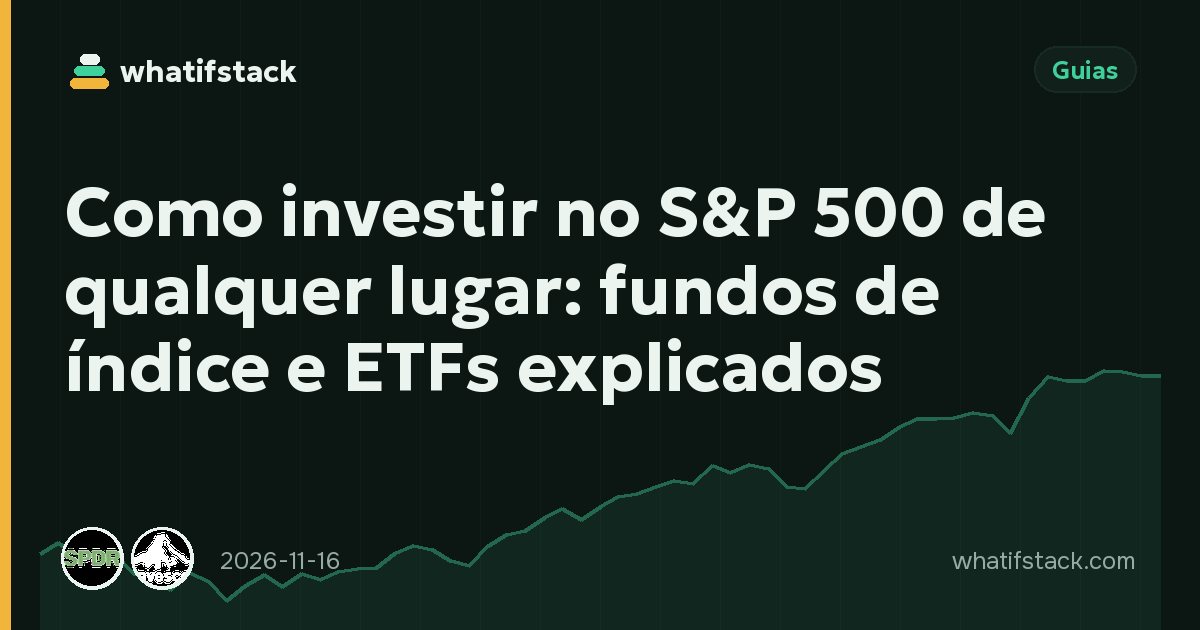 whatifstack
Guias
Como investir no S&P 500 de
qualquer lugar: fundos de
índice e ETFs explicados
SPDR
2026-11-16
whatifstack.com